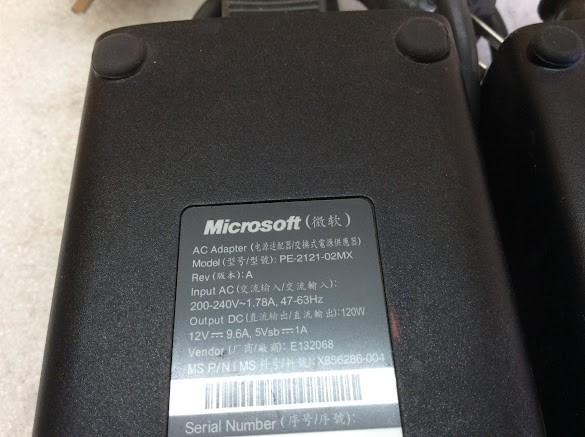 Microsoft (微软)
AC Adapter (电源适配器/交換式電源供應器)
Model (型号/型號): PE-2121-02MX
Rev (版本): A
Input AC (交流输入/交流輸入):
200-240V~1.78A, 47-63Hz
Output DC (直流输出/直流輸出): 120W
12V⎓9.6A, 5Vsb⎓1A
Vendor (厂商/廠商): E132068
MS P/N (MS 料号/料號): X856286-004
Serial Number (序号/序號):